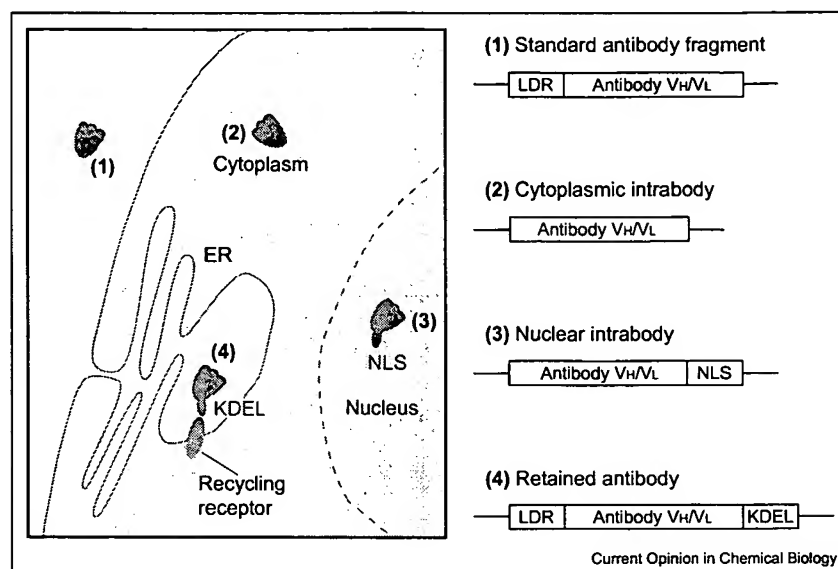 (1)
(2)
Cytoplasm
ER
(3)
NLS
(4)
KDEL
Nucleus
Recycling
receptor
(1) Standard antibody fragment
LDR Antibody VH/VL
(2) Cytoplasmic intrabody
Antibody VH/VL
(3) Nuclear intrabody
Antibody VH/VL NLS
(4) Retained antibody
LDR Antibody VH/VL KDEL
Current Opinion in Chemical Biology